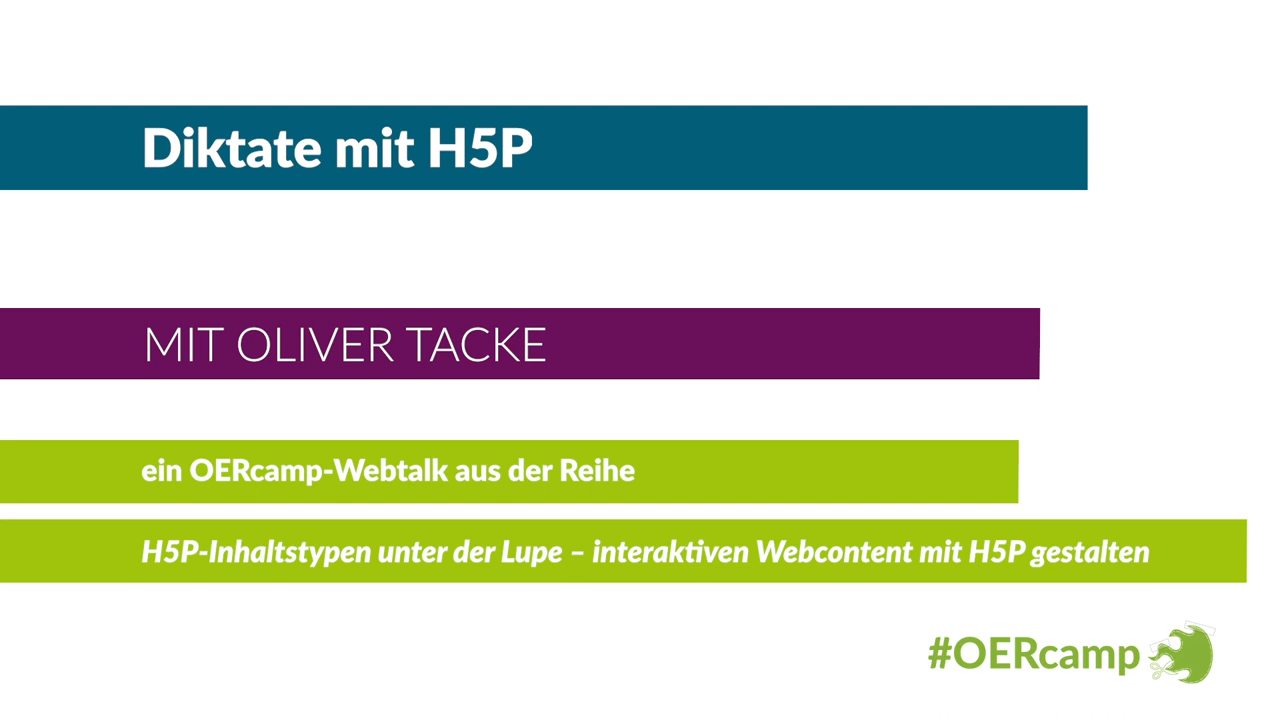 Diktate mit H5P
MIT OLIVER TACKE
ein OERcamp-Webtalk aus der Reihe
H5P-Inhaltstypen unter der Lupe – interaktiven Webcontent mit H5P gestalten
#OERcamp